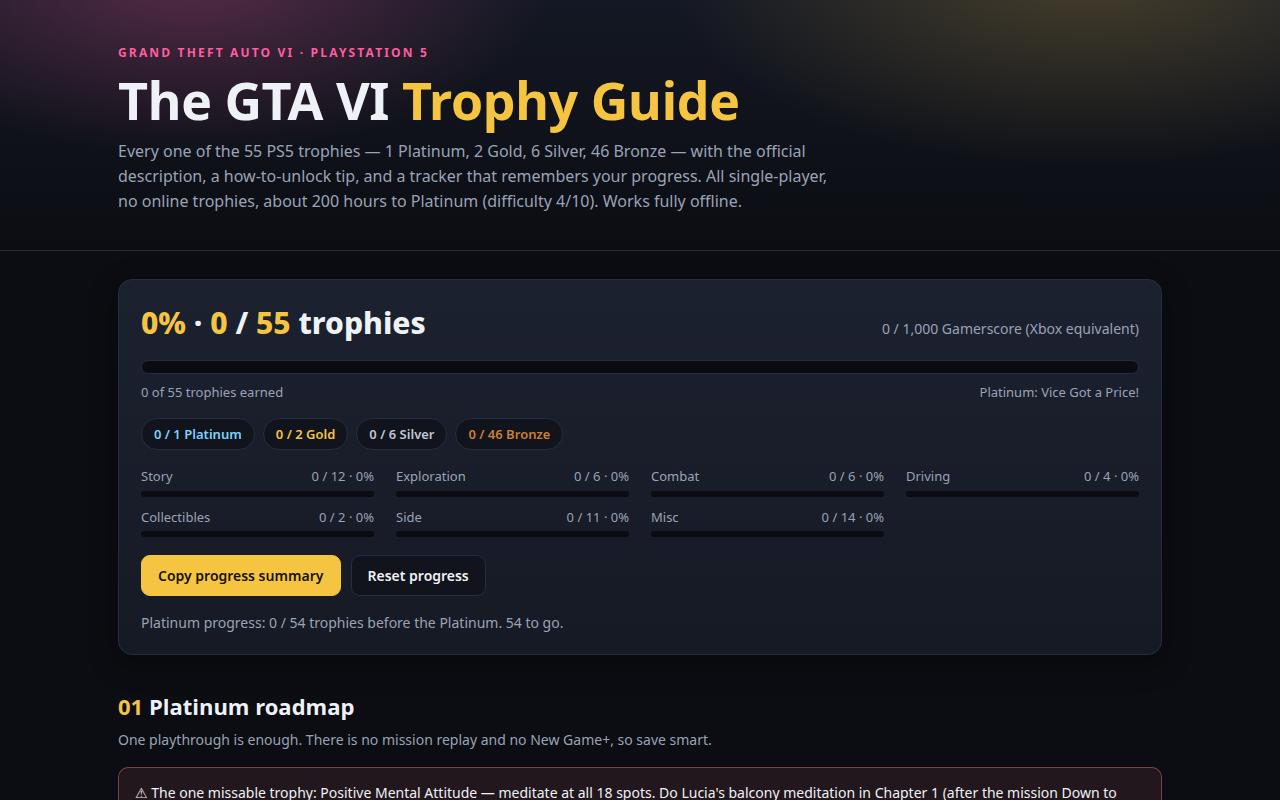 GRAND THEFT AUTO VI · PLAYSTATION 5
The GTA VI Trophy Guide
Every one of the 55 PS5 trophies — 1 Platinum, 2 Gold, 6 Silver, 46 Bronze — with the official
description, a how-to-unlock tip, and a tracker that remembers your progress. All single-player,
no online trophies, about 200 hours to Platinum (difficulty 4/10). Works fully offline.
0% · 0 / 55 trophies
0 / 1,000 Gamerscore (Xbox equivalent)
0 of 55 trophies earned
Platinum: Vice Got a Price!
0 / 1 Platinum
0 / 2 Gold
0 / 6 Silver
0 / 46 Bronze
Story 0 / 12 · 0%
Exploration 0 / 6 · 0%
Combat 0 / 6 · 0%
Driving 0 / 4 · 0%
Collectibles 0 / 2 · 0%
Side 0 / 11 · 0%
Misc 0 / 14 · 0%
Copy progress summary
Reset progress
Platinum progress: 0 / 54 trophies before the Platinum. 54 to go.
01 Platinum roadmap
One playthrough is enough. There is no mission replay and no New Game+, so save smart.
⚠ The one missable trophy: Positive Mental Attitude — meditate at all 18 spots. Do Lucia's balcony meditation in Chapter 1 (after the mission Down to